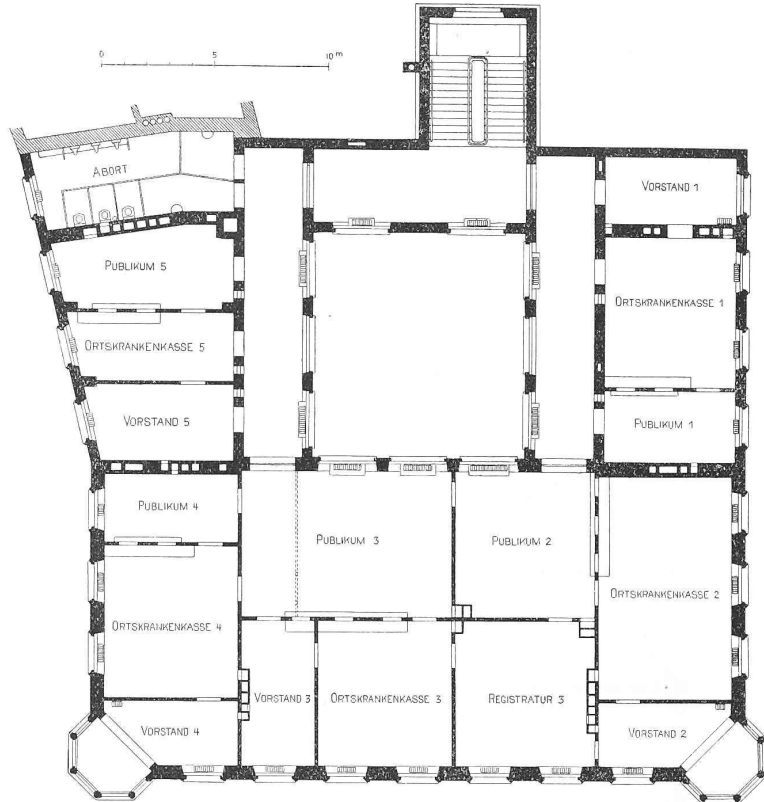 0 5 10 m
ABORT
VORSTAND 1
PUBLIKUM 5
ORTSKRANKENKASSE 1
ORTSKRANKENKASSE 5
VORSTAND 5
PUBLIKUM 1
PUBLIKUM 4
PUBLIKUM 3
PUBLIKUM 2
ORTSKRANKENKASSE 2
ORTSKRANKENKASSE 4
VORSTAND 3
ORTSKRANKENKASSE 3
REGISTRATUR 3
VORSTAND 4
VORSTAND 2